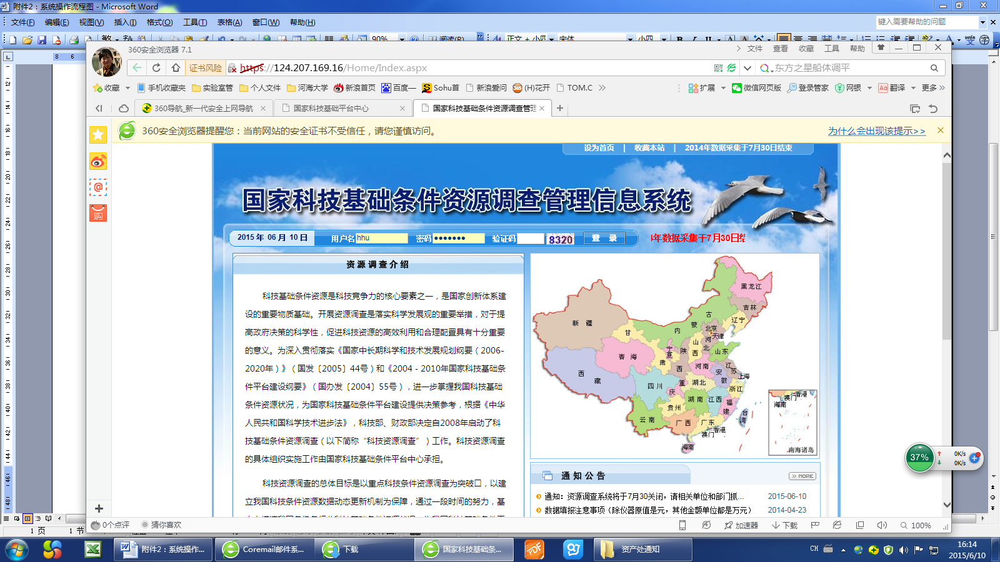 附件2：系统操作流程图 - Microsoft Word
文件(F) 编辑(E) 视图(V) 插入(I) 格式(O) 工具(T) 表格(A) 窗口(W) 帮助(H)
键入需要帮助的问题
90%
360安全浏览器 7.1
文件 查看 收藏 工具 帮助
证书风险 https://124.207.169.16/Home/Index.aspx
东方之星船体调平
收藏 手机收藏夹 实验室管 个人文件 河海大学 新浪首页 百度一 Sohu首 新浪爱问 (H)花开 TOM.C
扩展 微信网页版 登录管家 网银 翻译 更多
360导航_新一代安全上网导航 国家科技基础平台中心 国家科技基础条件资源调查管理
360安全浏览器提醒您：当前网站的安全证书不受信任，请您谨慎访问。
为什么会出现该提示>>
设为首页 | 收藏本站 | 2014年数据采集于7月30日结束
国家科技基础条件资源调查管理信息系统
2015 年 06 月 10 日 用户名 hhu 密码 ●●●●●●● 验证码 8320 登 录
年数据采集于7月30日结
资源调查介绍
科技基础条件资源是科技竞争力的核心要素之一，是国家创新体系建
设的重要物质基础。开展资源调查是落实科学发展观的重要举措，对于提
高政府决策的科学性，促进科技资源的高效利用和合理配置具有十分重要
的意义。为深入贯彻落实《国家中长期科学和技术发展规划纲要（2006-
2020年）》（国发〔2005〕44号）和《2004－2010年国家科技基础条
件平台建设纲要》（国办发〔2004〕55号），进一步掌握我国科技基础
条件资源状况，为国家科技基础条件平台建设提供决策参考，根据《中华
人民共和国科学技术进步法》，科技部、财政部决定自2008年启动了科
技基础条件资源调查（以下简称“科技资源调查”）工作。科技资源调查
的具体组织实施工作由国家科技基础条件平台中心承担。
科技资源调查的总体目标是以重点科技条件资源调查为突破口，以建
立我国科技条件资源数据动态更新机制为保障，通过一段时间的努力，基
黑龙江
吉林
辽宁
内 蒙 古
北京
天津
河北
山西
山东
新 疆
甘 肃
宁夏
陕西
青 海
河南
江苏
安徽
上海
西 藏
四 川
重庆
湖北
浙江
湖南
江西
福建
贵州
云南
广西
广东
台湾
香港
澳门
海南
香港
澳门
海南
南海诸岛
通知公告
>> MORE
通知：资源调查系统将于7月30关闭，请相关单位和部门抓... 2015-06-10
数据填报注意事项（除仪器原值是元，其他金额单位都是万元） 2014-04-23
37%
0K/s
0K/s
0个点评 猜你喜欢
加速器 下载 100%
1 页 1 节
附件2：系统操作... Coremail邮件系... 下载 国家科技基础条... 资产处通知
CH
16:14
2015/6/10